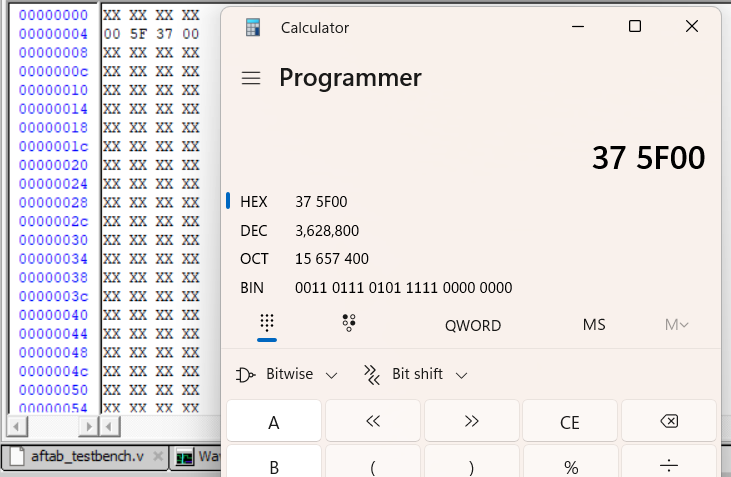 00000000 XX XX XX XX
00000004 00 5F 37 00
00000008 XX XX XX XX
0000000c XX XX XX XX
00000010 XX XX XX XX
00000014 XX XX XX XX
00000018 XX XX XX XX
0000001c XX XX XX XX
00000020 XX XX XX XX
00000024 XX XX XX XX
00000028 XX XX XX XX
0000002c XX XX XX XX
00000030 XX XX XX XX
00000034 XX XX XX XX
00000038 XX XX XX XX
0000003c XX XX XX XX
00000040 XX XX XX XX
00000044 XX XX XX XX
00000048 XX XX XX XX
0000004c XX XX XX XX
00000050 XX XX XX XX
00000054 XX XX XX XX
aftab_testbench.v
Wa
Calculator
Programmer
37 5F00
HEX 37 5F00
DEC 3,628,800
OCT 15 657 400
BIN 0011 0111 0101 1111 0000 0000
QWORD MS M
Bitwise Bit shift
A << >> CE
B ( ) % ÷